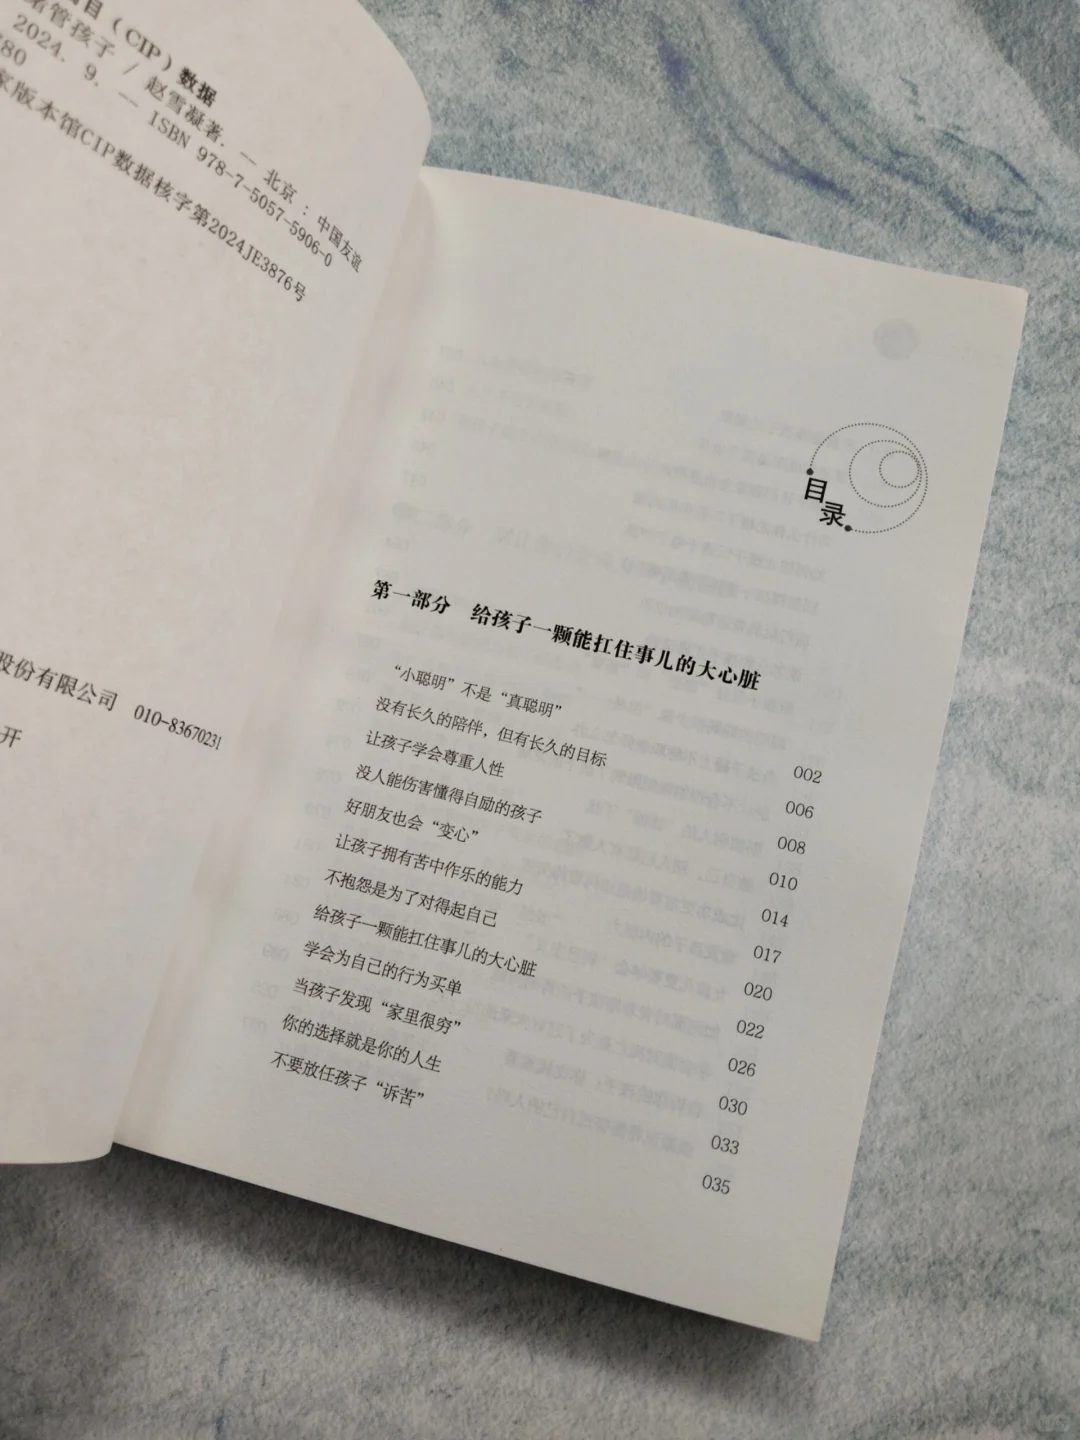 目（CIP）数据
管孩子 / 赵雪凝著. -- 北京 : 中国友谊
2024. 9. -- ISBN 978-7-5057-5906-0
家版本馆CIP数据核字第2024JE3876号
股份有限公司 010-83670231
开
目录
第一部分 给孩子一颗能扛住事儿的大心脏
“小聪明”不是“真聪明” 002
没有长久的陪伴，但有长久的目标 006
让孩子学会尊重人性 008
没人能伤害懂得自励的孩子 010
好朋友也会“变心” 014
让孩子拥有苦中作乐的能力 017
不抱怨是为了对得起自己 020
给孩子一颗能扛住事儿的大心脏 022
学会为自己的行为买单 026
当孩子发现“家里很穷” 030
你的选择就是你的人生 033
不要放任孩子“诉苦” 035